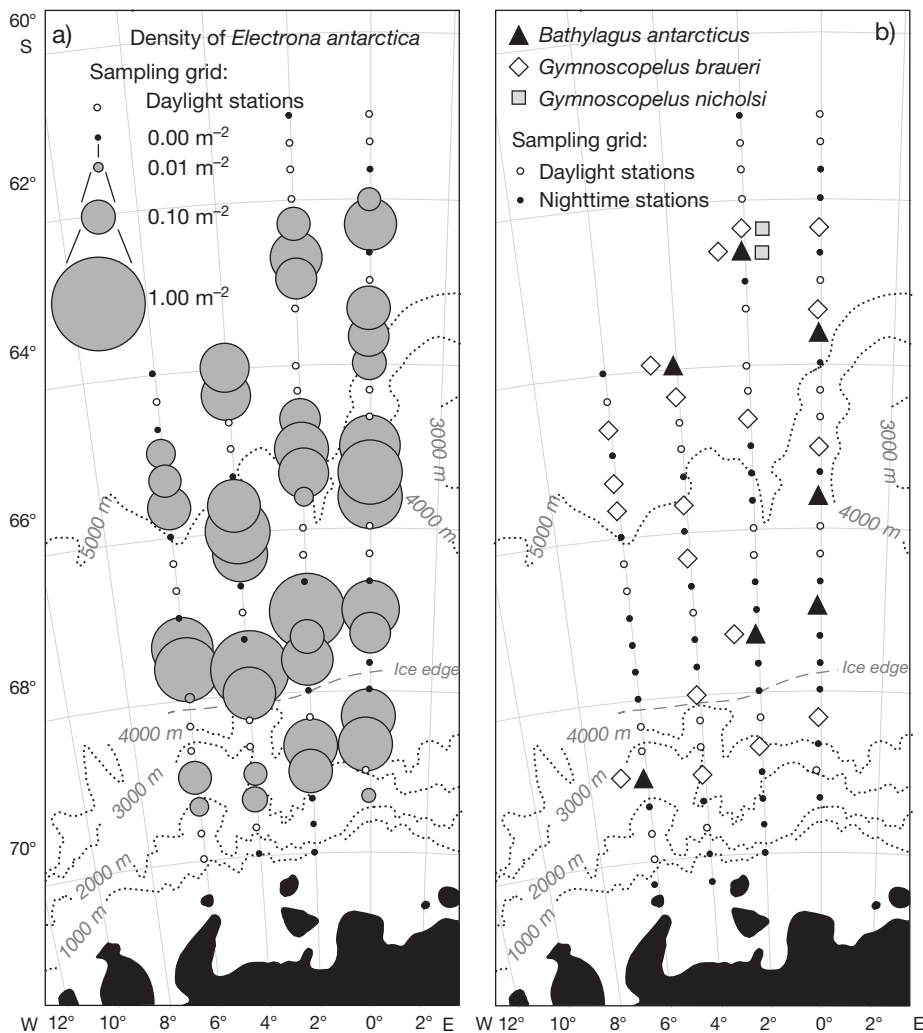 60°
S
62°
64°
66°
68°
70°
a)
Density of Electrona antarctica
Sampling grid:
Daylight stations
0.00 m⁻²
0.01 m⁻²
0.10 m⁻²
1.00 m⁻²
3000 m
4000 m
5000 m
Ice edge
4000 m
3000 m
2000 m
1000 m
W 12° 10° 8° 6° 4° 2° 0° 2° E
b)
Bathylagus antarcticus
Gymnoscopelus braueri
Gymnoscopelus nicholsi
Sampling grid:
Daylight stations
Nighttime stations
3000 m
4000 m
5000 m
Ice edge
4000 m
3000 m
2000 m
1000 m
W 12° 10° 8° 6° 4° 2° 0° 2° E